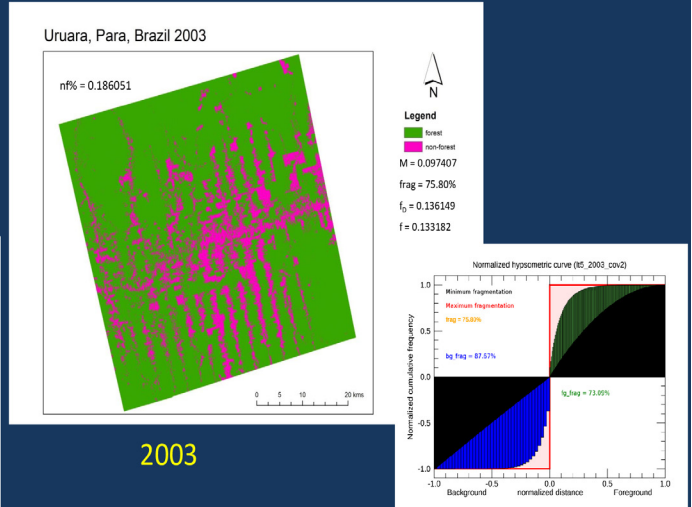 Uruara, Para, Brazil 2003
nf% = 0.186051
N
Legend
forest
non-forest
M = 0.097407
frag = 75.80%
f_D = 0.136149
f = 0.133182
0 5 10 20 kms
2003
Normalized hypsometric curve (lt5_2003_cov2)
Minimum fragmentation
Maximum fragmentation
frag = 75.80%
bg_frag = 87.57%
fg_frag = 73.05%
Normalized cumulative frequency
1.0
0.5
0.0
-0.5
-1.0
-1.0 -0.5 0.0 0.5 1.0
Background normalized distance Foreground